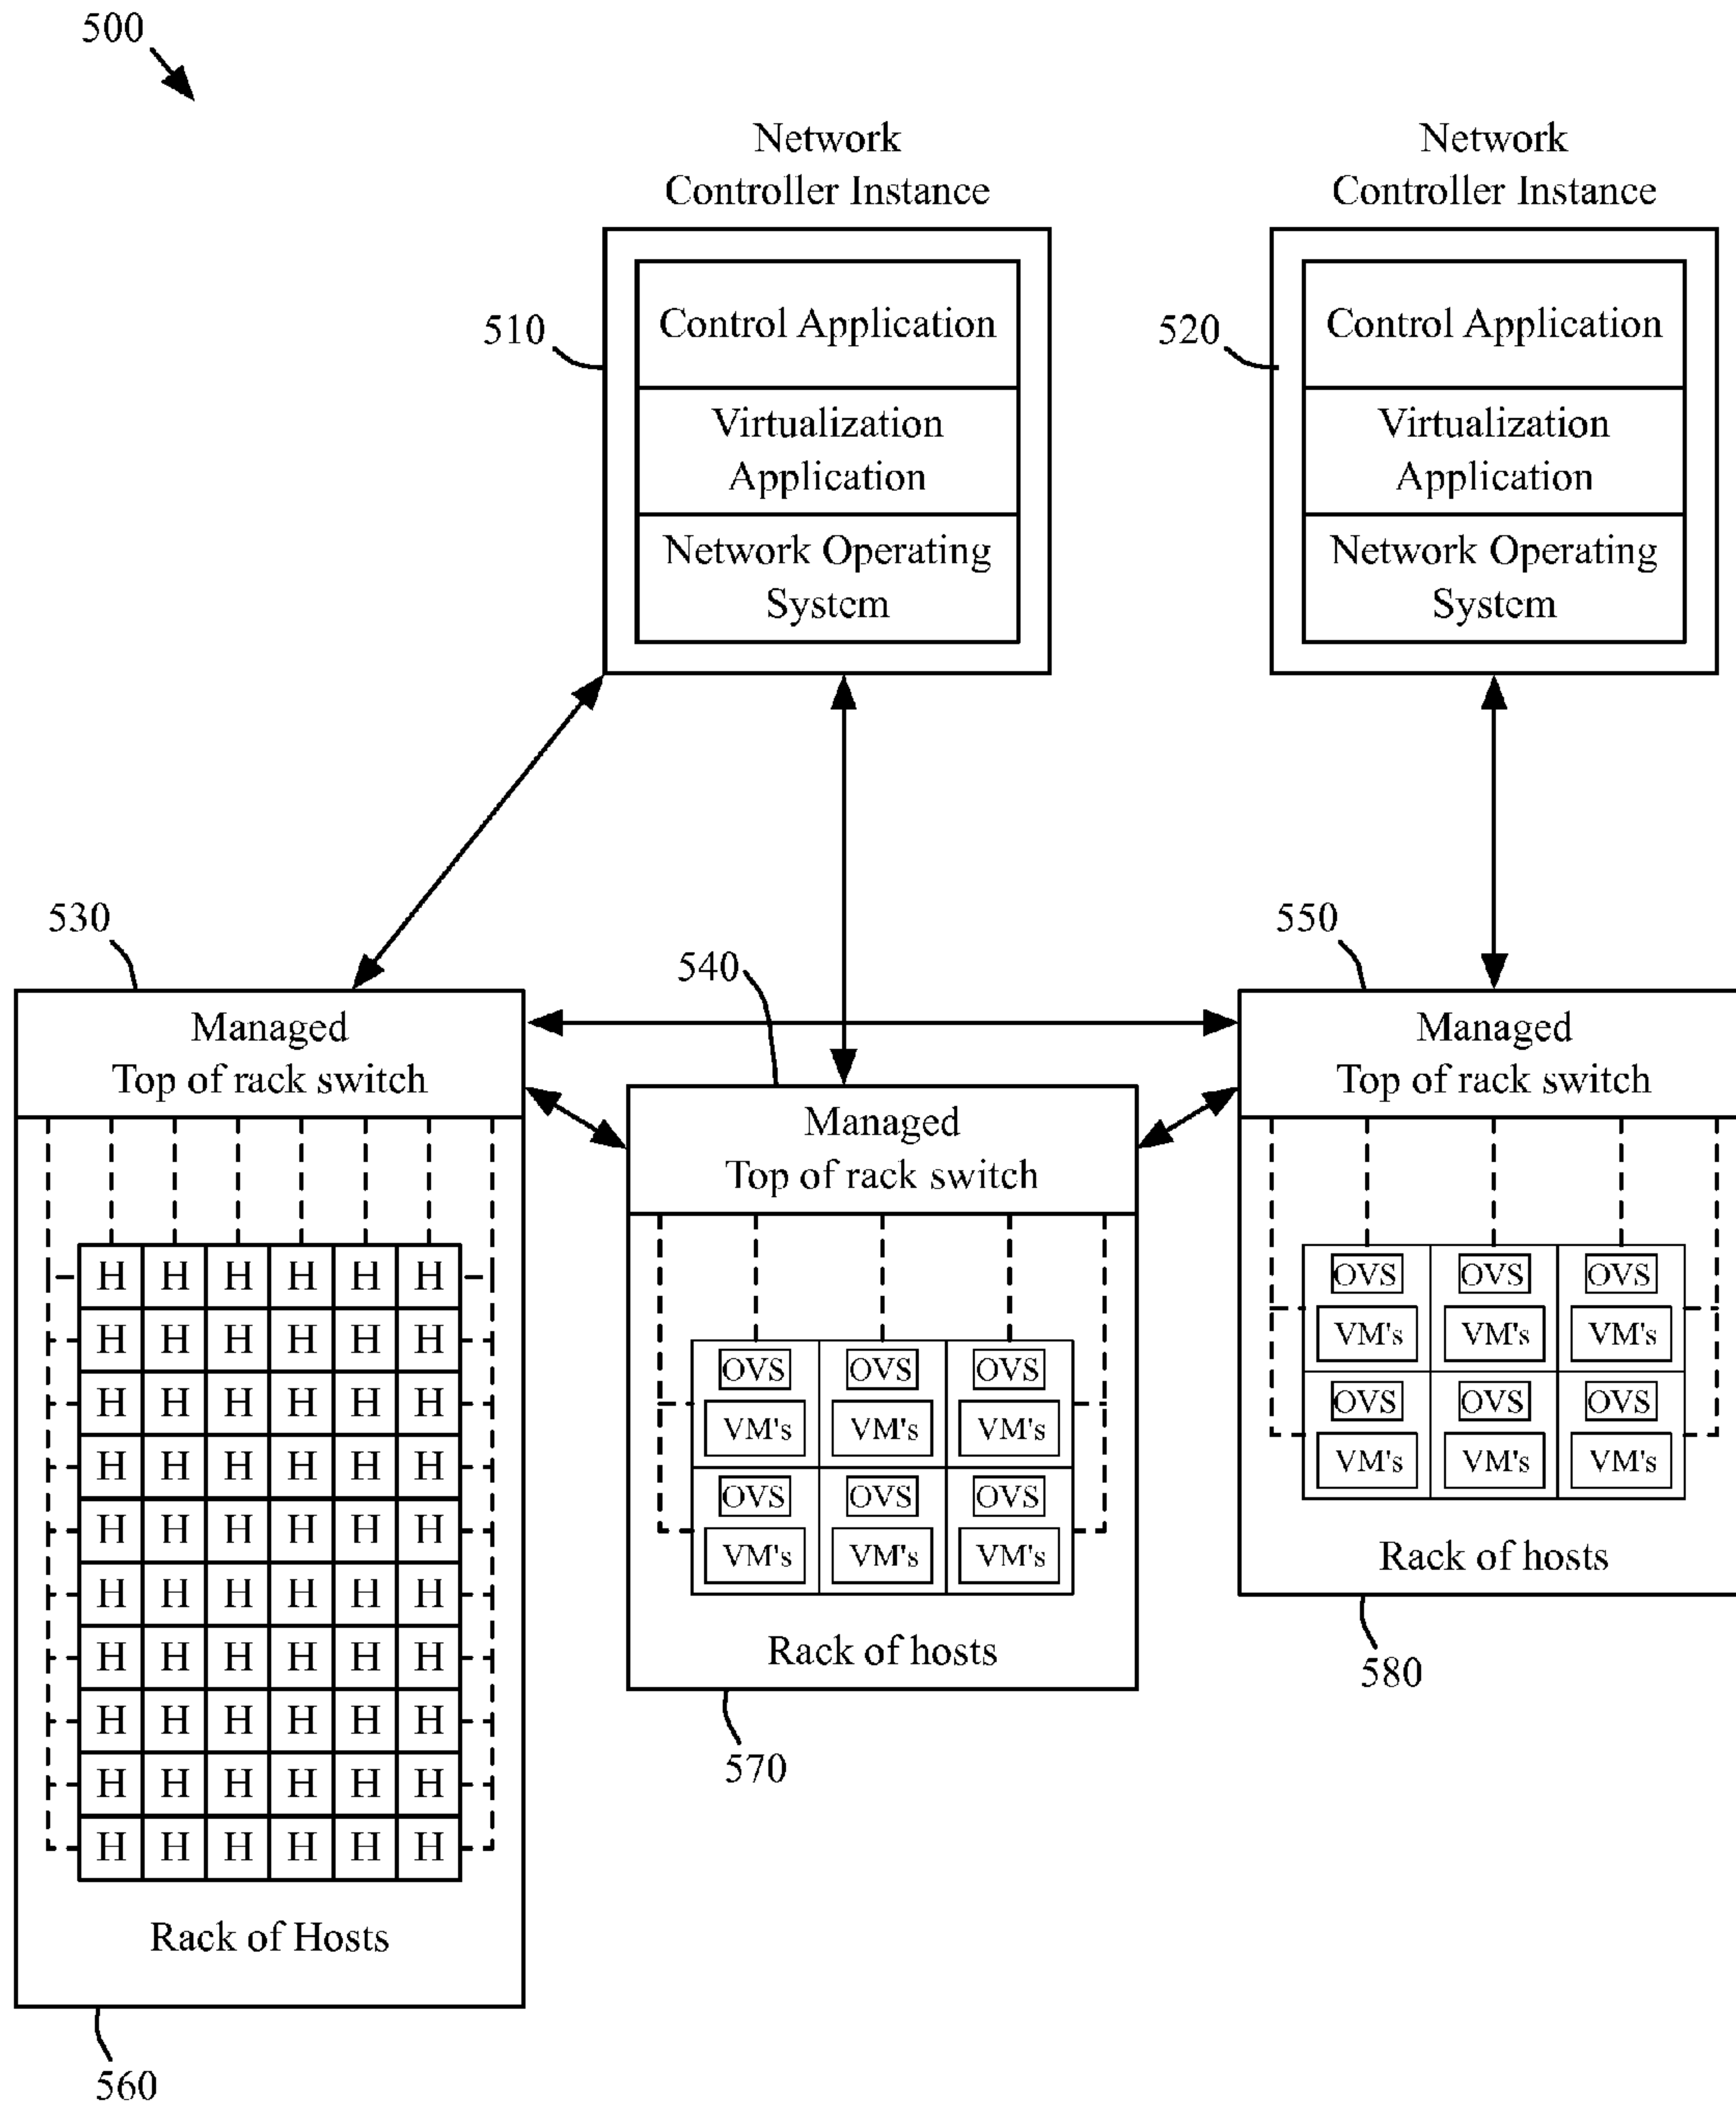 500
Network
Controller Instance
Network
Controller Instance
510
Control Application
Virtualization
Application
Network Operating
System
520
Control Application
Virtualization
Application
Network Operating
System
530
Managed
Top of rack switch
540
Managed
Top of rack switch
550
Managed
Top of rack switch
H H H H H H
H H H H H H
H H H H H H
H H H H H H
H H H H H H
H H H H H H
H H H H H H
H H H H H H
H H H H H H
H H H H H H
Rack of Hosts
560
OVS OVS OVS
VM's VM's VM's
OVS OVS OVS
VM's VM's VM's
Rack of hosts
570
OVS OVS OVS
VM's VM's VM's
OVS OVS OVS
VM's VM's VM's
Rack of hosts
580